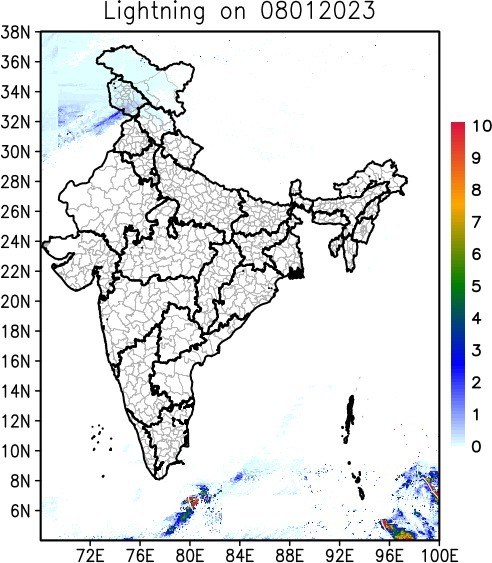 Lightning on 08012023
38N
36N
34N
32N
30N
28N
26N
24N
22N
20N
18N
16N
14N
12N
10N
8N
6N
72E 76E 80E 84E 88E 92E 96E 100E
10
9
8
7
6
5
4
3
2
1
0